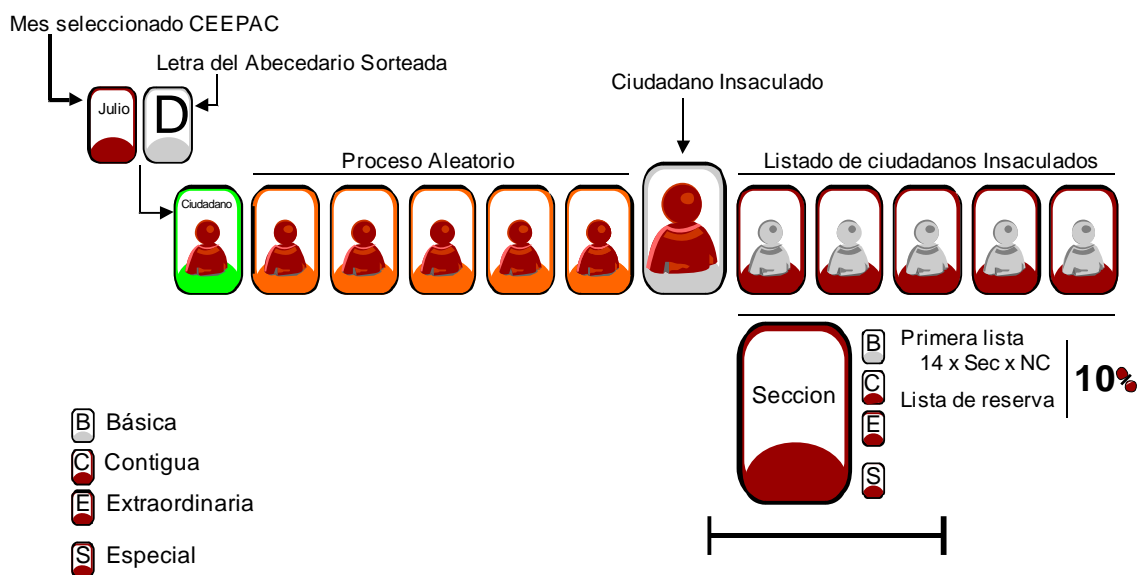 Mes seleccionado CEEPAC
Letra del Abecedario Sorteada
Julio
D
Ciudadano Insaculado
Proceso Aleatorio
Listado de ciudadanos Insaculados
Ciudadano
Seccion
B
C
E
S
Primera lista
14 x Sec x NC
Lista de reserva
10%
B Básica
C Contigua
E Extraordinaria
S Especial